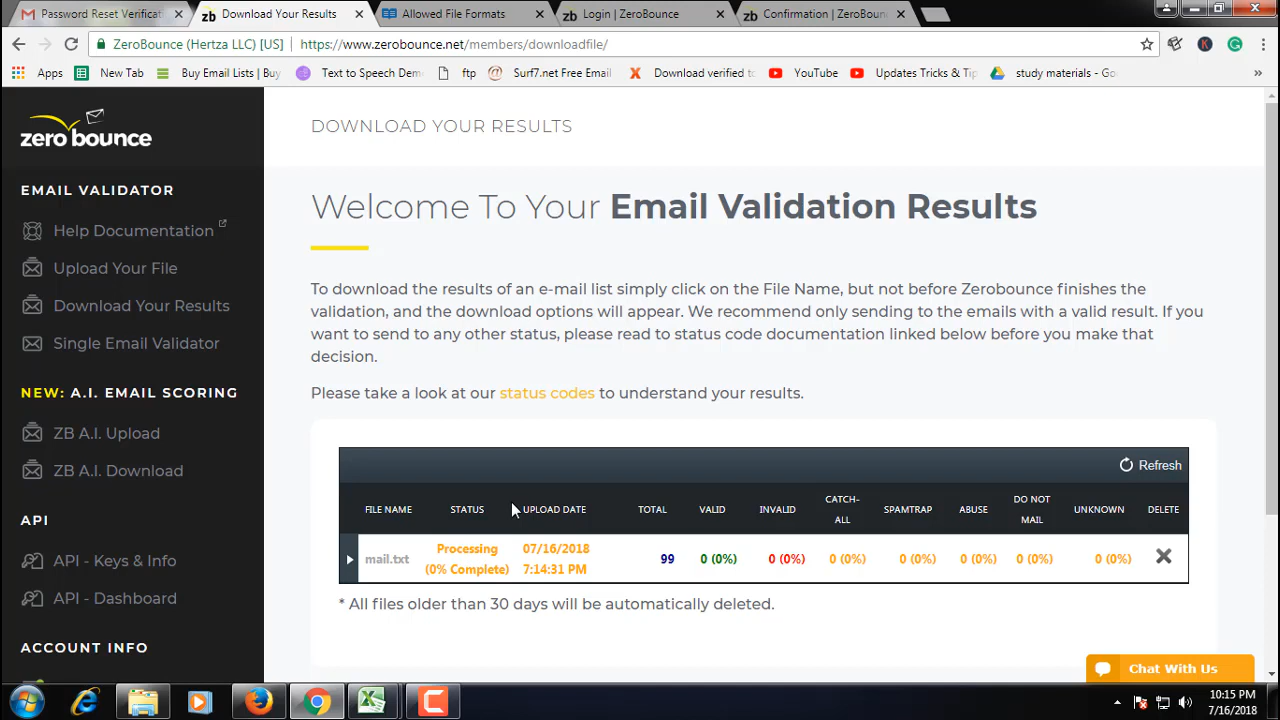 Password Reset Verificati
Download Your Results
Allowed File Formats
Login | ZeroBounce
Confirmation | ZeroBoun
ZeroBounce (Hertza LLC) [US]
https://www.zerobounce.net/members/downloadfile/
Apps
New Tab
Buy Email Lists | Buy
Text to Speech Dem
ftp
Surf7.net Free Email
Download verified t
YouTube
Updates Tricks & Tip
study materials - Go
zero bounce
EMAIL VALIDATOR
Help Documentation
Upload Your File
Download Your Results
Single Email Validator
NEW: A.I. EMAIL SCORING
ZB A.I. Upload
ZB A.I. Download
API
API - Keys & Info
API - Dashboard
ACCOUNT INFO
DOWNLOAD YOUR RESULTS
Welcome To Your Email Validation Results
To download the results of an e-mail list simply click on the File Name, but not before Zerobounce finishes the
validation, and the download options will appear. We recommend only sending to the emails with a valid result. If you
want to send to any other status, please read to status code documentation linked below before you make that
decision.
Please take a look at our status codes to understand your results.
Refresh
FILE NAME STATUS UPLOAD DATE TOTAL VALID INVALID CATCH-ALL SPAMTRAP ABUSE DO NOT MAIL UNKNOWN DELETE
mail.txt Processing (0% Complete) 07/16/2018 7:14:31 PM 99 0 (0%) 0 (0%) 0 (0%) 0 (0%) 0 (0%) 0 (0%) 0 (0%)
* All files older than 30 days will be automatically deleted.
Chat With Us
10:15 PM
7/16/2018